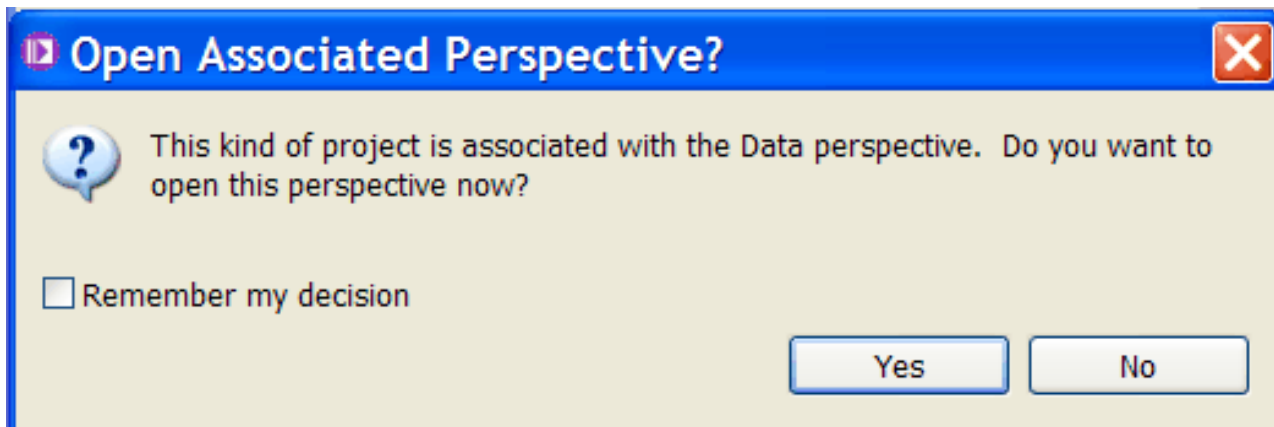 Open Associated Perspective?
This kind of project is associated with the Data perspective.  Do you want to
open this perspective now?
Remember my decision
Yes
No